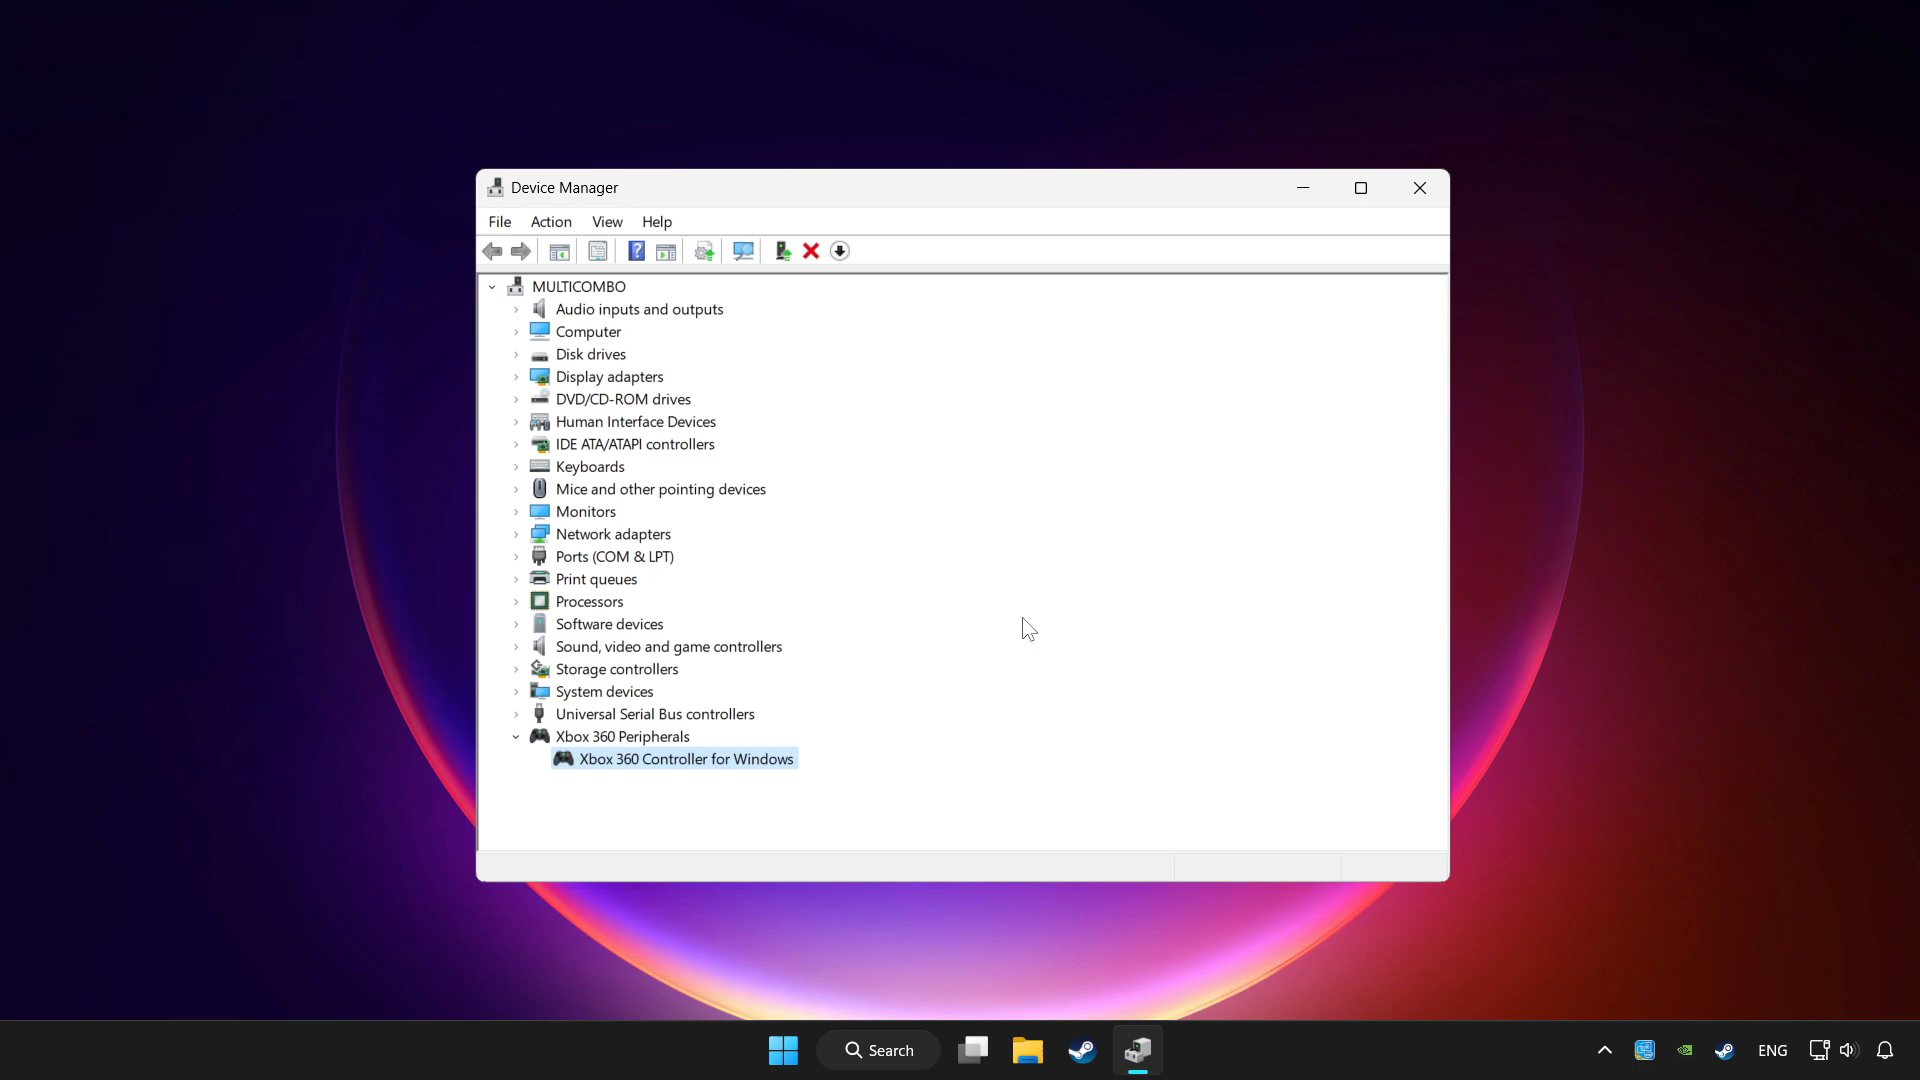 Device Manager
File Action View Help
MULTICOMBO
Audio inputs and outputs
Computer
Disk drives
Display adapters
DVD/CD-ROM drives
Human Interface Devices
IDE ATA/ATAPI controllers
Keyboards
Mice and other pointing devices
Monitors
Network adapters
Ports (COM & LPT)
Print queues
Processors
Software devices
Sound, video and game controllers
Storage controllers
System devices
Universal Serial Bus controllers
Xbox 360 Peripherals
Xbox 360 Controller for Windows
Search ENG